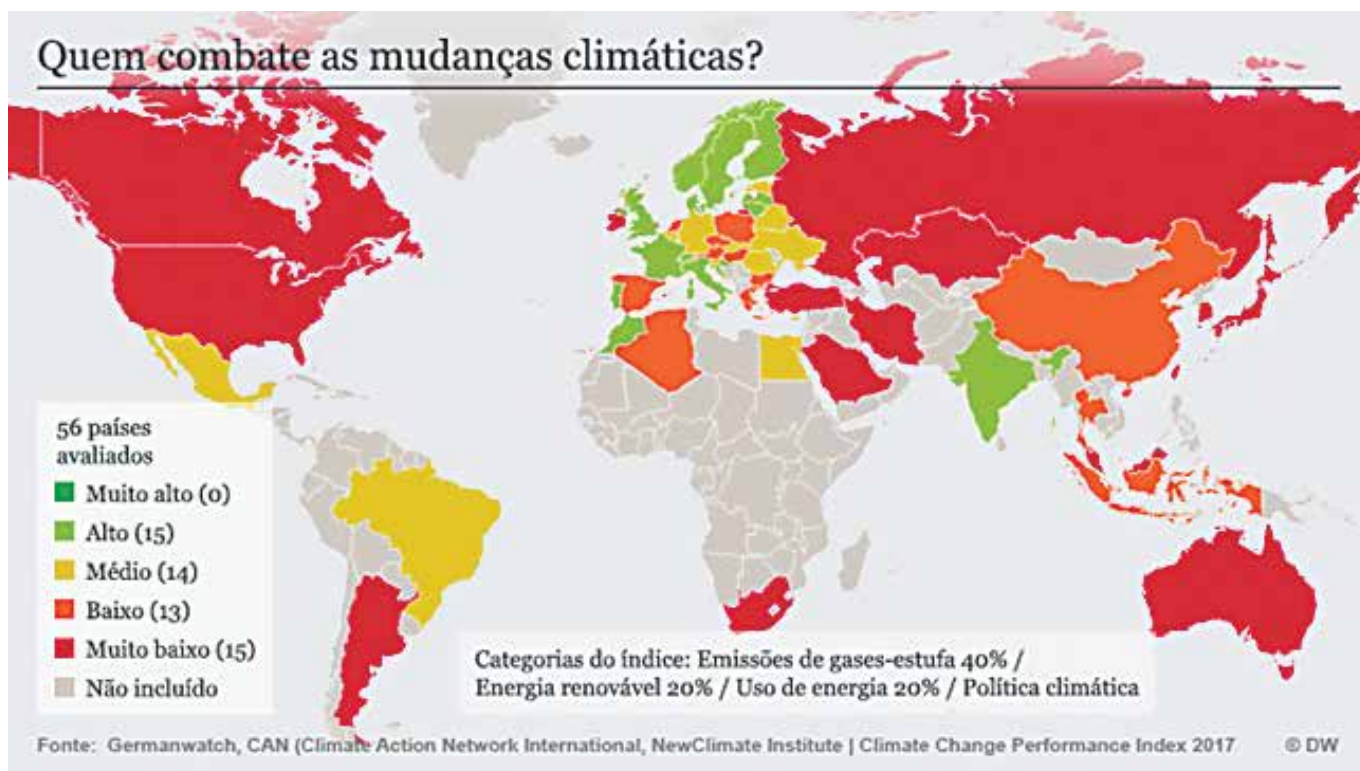 Quem combate as mudanças climáticas?
56 países
avaliados
Muito alto (0)
Alto (15)
Médio (14)
Baixo (13)
Muito baixo (15)
Não incluído
Categorias do índice: Emissões de gases-estufa 40% /
Energia renovável 20% / Uso de energia 20% / Política climática
Fonte: Germanwatch, CAN (Climate Action Network International, NewClimate Institute | Climate Change Performance Index 2017 © DW